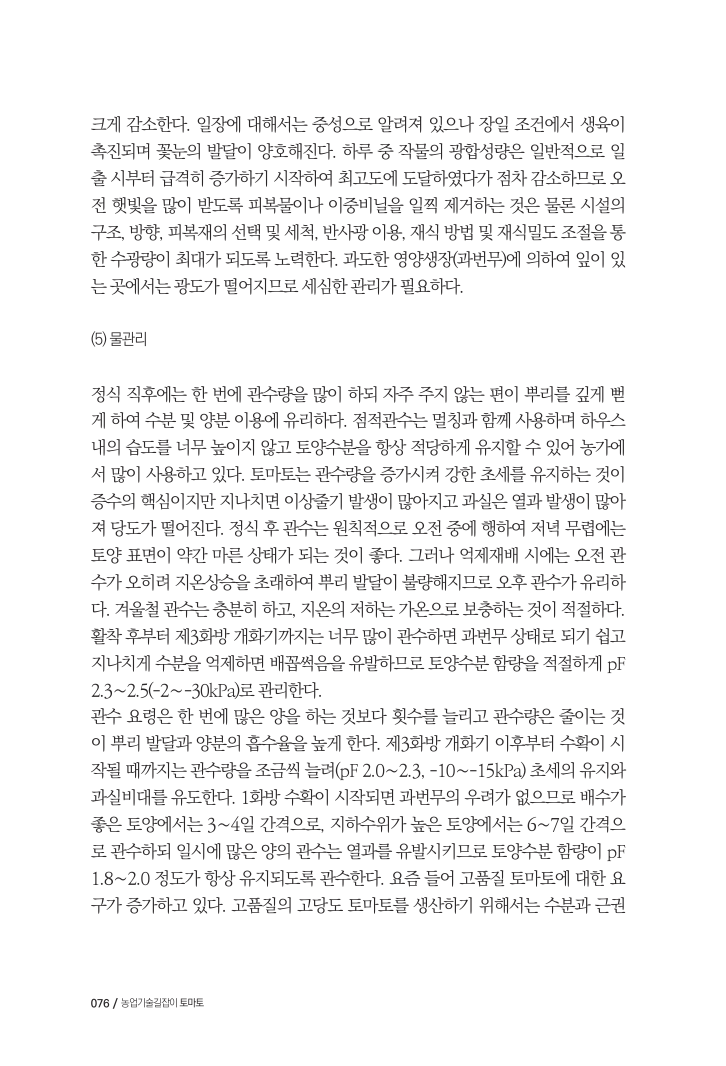 크게 감소한다. 일장에 대해서는 중성으로 알려져 있으나 장일 조건에서 생육이
촉진되며 꽃눈의 발달이 양호해진다. 하루 중 작물의 광합성량은 일반적으로 일
출 시부터 급격히 증가하기 시작하여 최고도에 도달하였다가 점차 감소하므로 오
전 햇빛을 많이 받도록 피복물이나 이중비닐을 일찍 제거하는 것은 물론 시설의
구조, 방향, 피복재의 선택 및 세척, 반사광 이용, 재식 방법 및 재식밀도 조절을 통
한 수광량이 최대가 되도록 노력한다. 과도한 영양생장(과번무)에 의하여 잎이 있
는 곳에서는 광도가 떨어지므로 세심한 관리가 필요하다.
(5) 물관리
정식 직후에는 한 번에 관수량을 많이 하되 자주 주지 않는 편이 뿌리를 깊게 뻗
게 하여 수분 및 양분 이용에 유리하다. 점적관수는 멀칭과 함께 사용하며 하우스
내의 습도를 너무 높이지 않고 토양수분을 항상 적당하게 유지할 수 있어 농가에
서 많이 사용하고 있다. 토마토는 관수량을 증가시켜 강한 초세를 유지하는 것이
증수의 핵심이지만 지나치면 이상줄기 발생이 많아지고 과실은 열과 발생이 많아
져 당도가 떨어진다. 정식 후 관수는 원칙적으로 오전 중에 행하여 저녁 무렵에는
토양 표면이 약간 마른 상태가 되는 것이 좋다. 그러나 억제재배 시에는 오전 관
수가 오히려 지온상승을 초래하여 뿌리 발달이 불량해지므로 오후 관수가 유리하
다. 겨울철 관수는 충분히 하고, 지온의 저하는 가온으로 보충하는 것이 적절하다.
활착 후부터 제3화방 개화기까지는 너무 많이 관수하면 과번무 상태로 되기 쉽고
지나치게 수분을 억제하면 배꼽썩음을 유발하므로 토양수분 함량을 적절하게 pF
2.3~2.5(-2~-30kPa)로 관리한다.
관수 요령은 한 번에 많은 양을 하는 것보다 횟수를 늘리고 관수량은 줄이는 것
이 뿌리 발달과 양분의 흡수율을 높게 한다. 제3화방 개화기 이후부터 수확이 시
작될 때까지는 관수량을 조금씩 늘려(pF 2.0~2.3, -10~-15kPa) 초세의 유지와
과실비대를 유도한다. 1화방 수확이 시작되면 과번무의 우려가 없으므로 배수가
좋은 토양에서는 3~4일 간격으로, 지하수위가 높은 토양에서는 6~7일 간격으
로 관수하되 일시에 많은 양의 관수는 열과를 유발시키므로 토양수분 함량이 pF
1.8~2.0 정도가 항상 유지되도록 관수한다. 요즘 들어 고품질 토마토에 대한 요
구가 증가하고 있다. 고품질의 고당도 토마토를 생산하기 위해서는 수분과 근권
076 / 농업기술길잡이 토마토